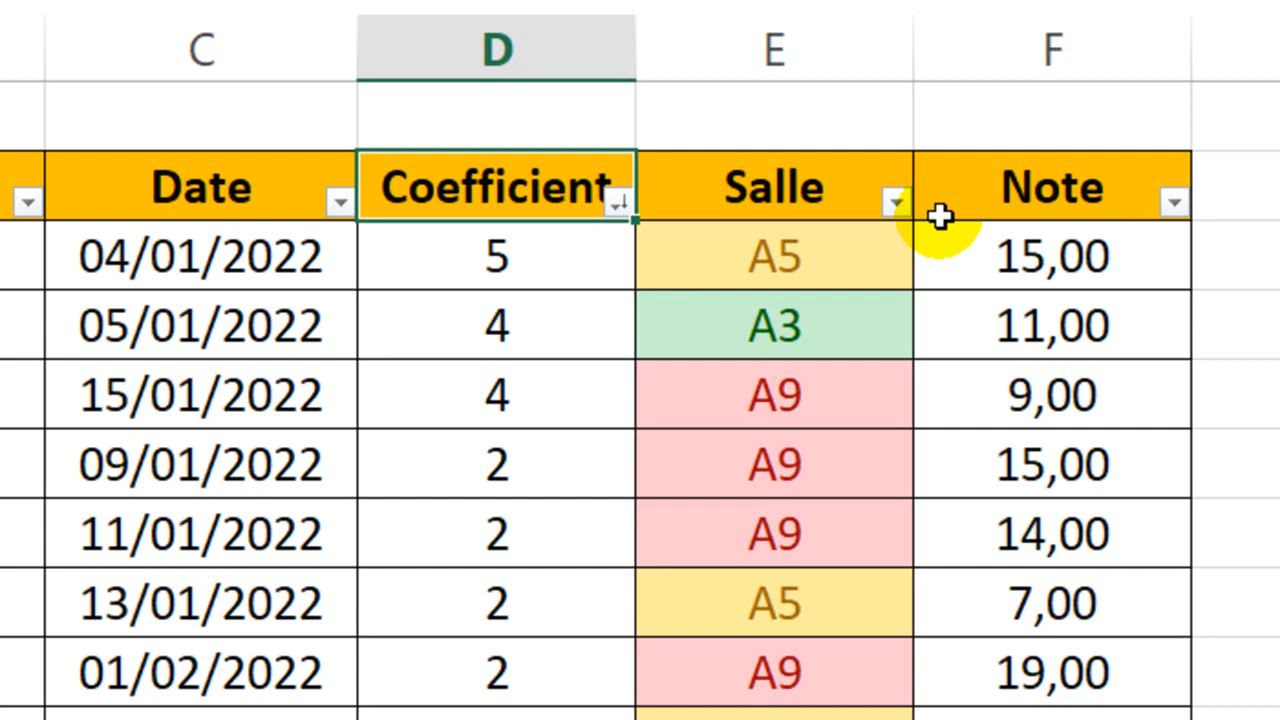 C D E F
Date Coefficient Salle Note
04/01/2022 5 A5 15,00
05/01/2022 4 A3 11,00
15/01/2022 4 A9 9,00
09/01/2022 2 A9 15,00
11/01/2022 2 A9 14,00
13/01/2022 2 A5 7,00
01/02/2022 2 A9 19,00